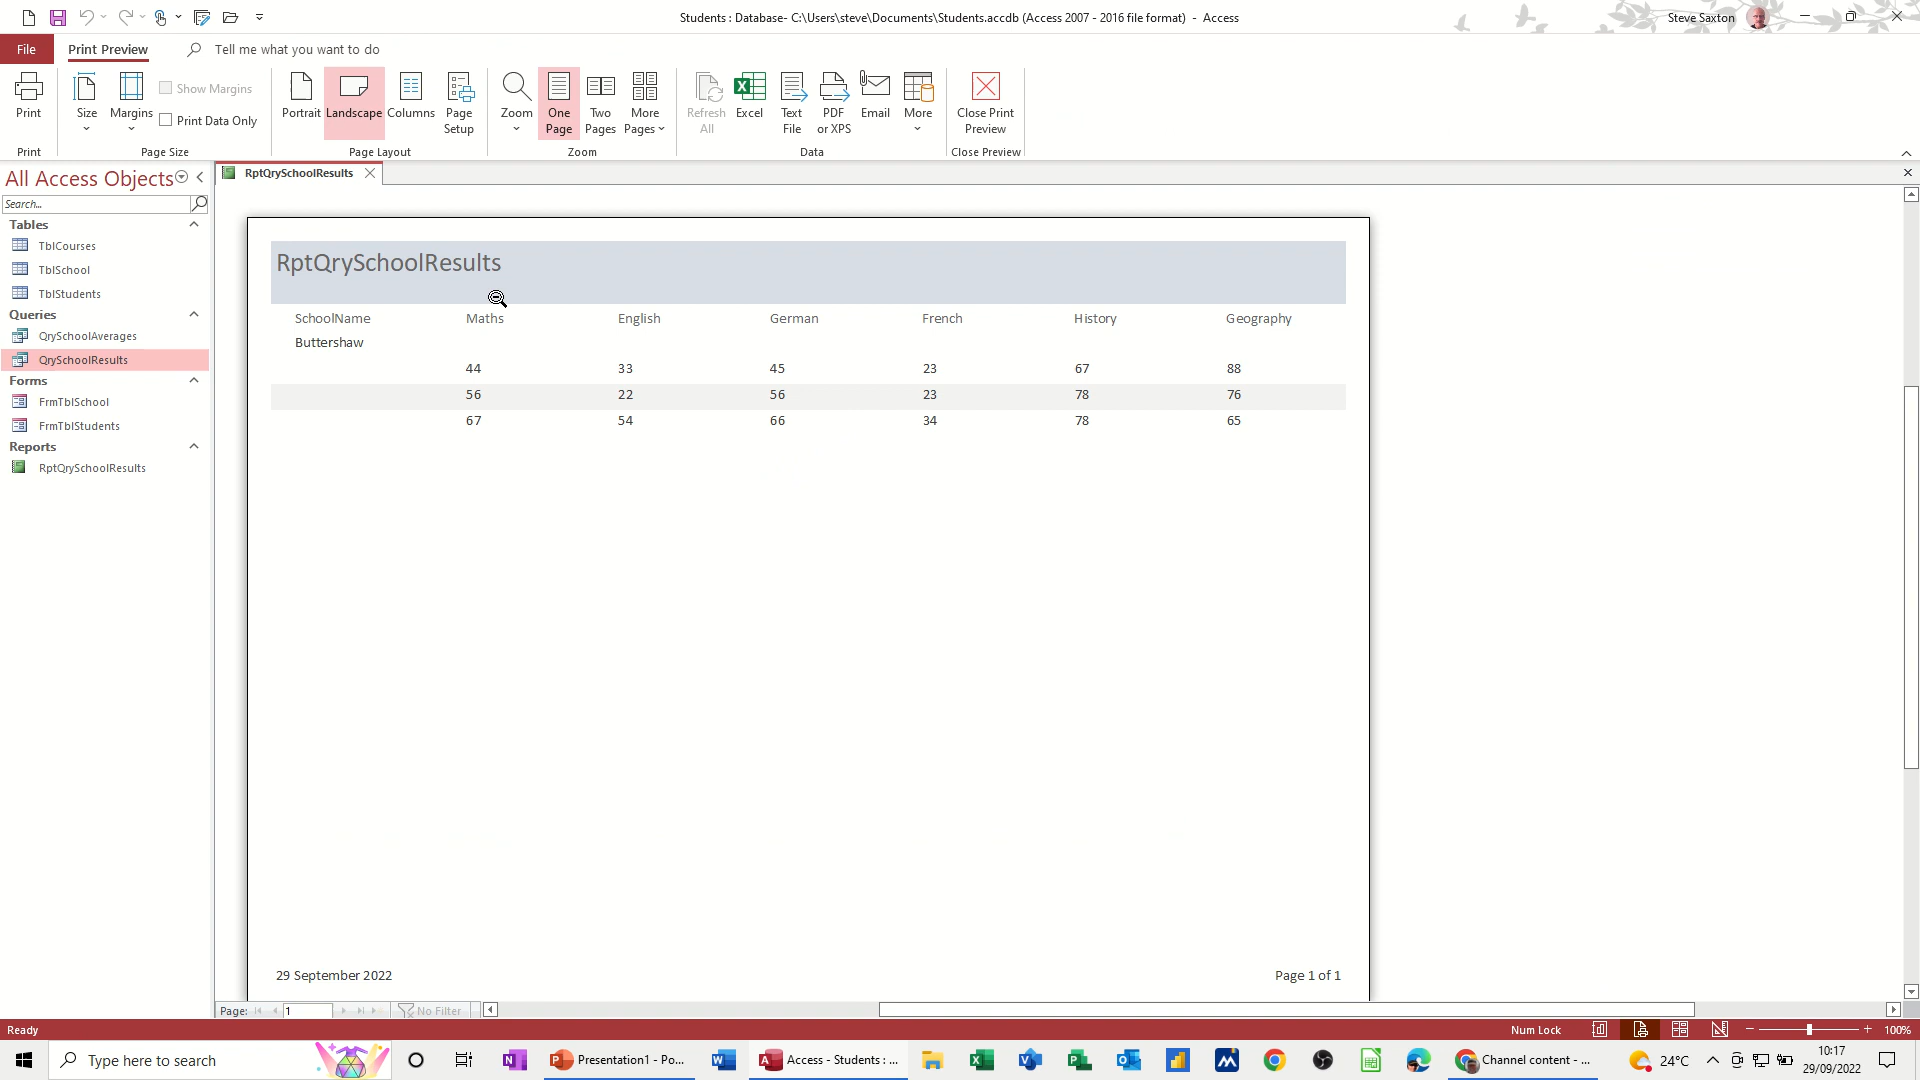 Students : Database- C:\Users\steve\Documents\Students.accdb (Access 2007 - 2016 file format) - Access
Steve Saxton
File
Print Preview
Tell me what you want to do
Print
Size
Margins
Show Margins
Print Data Only
Portrait
Landscape
Columns
Page Setup
Zoom
One Page
Two Pages
More Pages
Refresh All
Excel
Text File
PDF or XPS
Email
More
Close Print Preview
Print
Page Size
Page Layout
Zoom
Data
Close Preview
All Access Objects
Search...
Tables
TblCourses
TblSchool
TblStudents
Queries
QrySchoolAverages
QrySchoolResults
Forms
FrmTblSchool
FrmTblStudents
Reports
RptQrySchoolResults
RptQrySchoolResults
RptQrySchoolResults
SchoolName Maths English German French History Geography
Buttershaw
44 33 45 23 67 88
56 22 56 23 78 76
67 54 66 34 78 65
29 September 2022
Page 1 of 1
Page: 1
No Filter
Ready
Num Lock
100%
Type here to search
Presentation1 - Po...
Access - Students : ...
Channel content - ...
24°C
10:17
29/09/2022